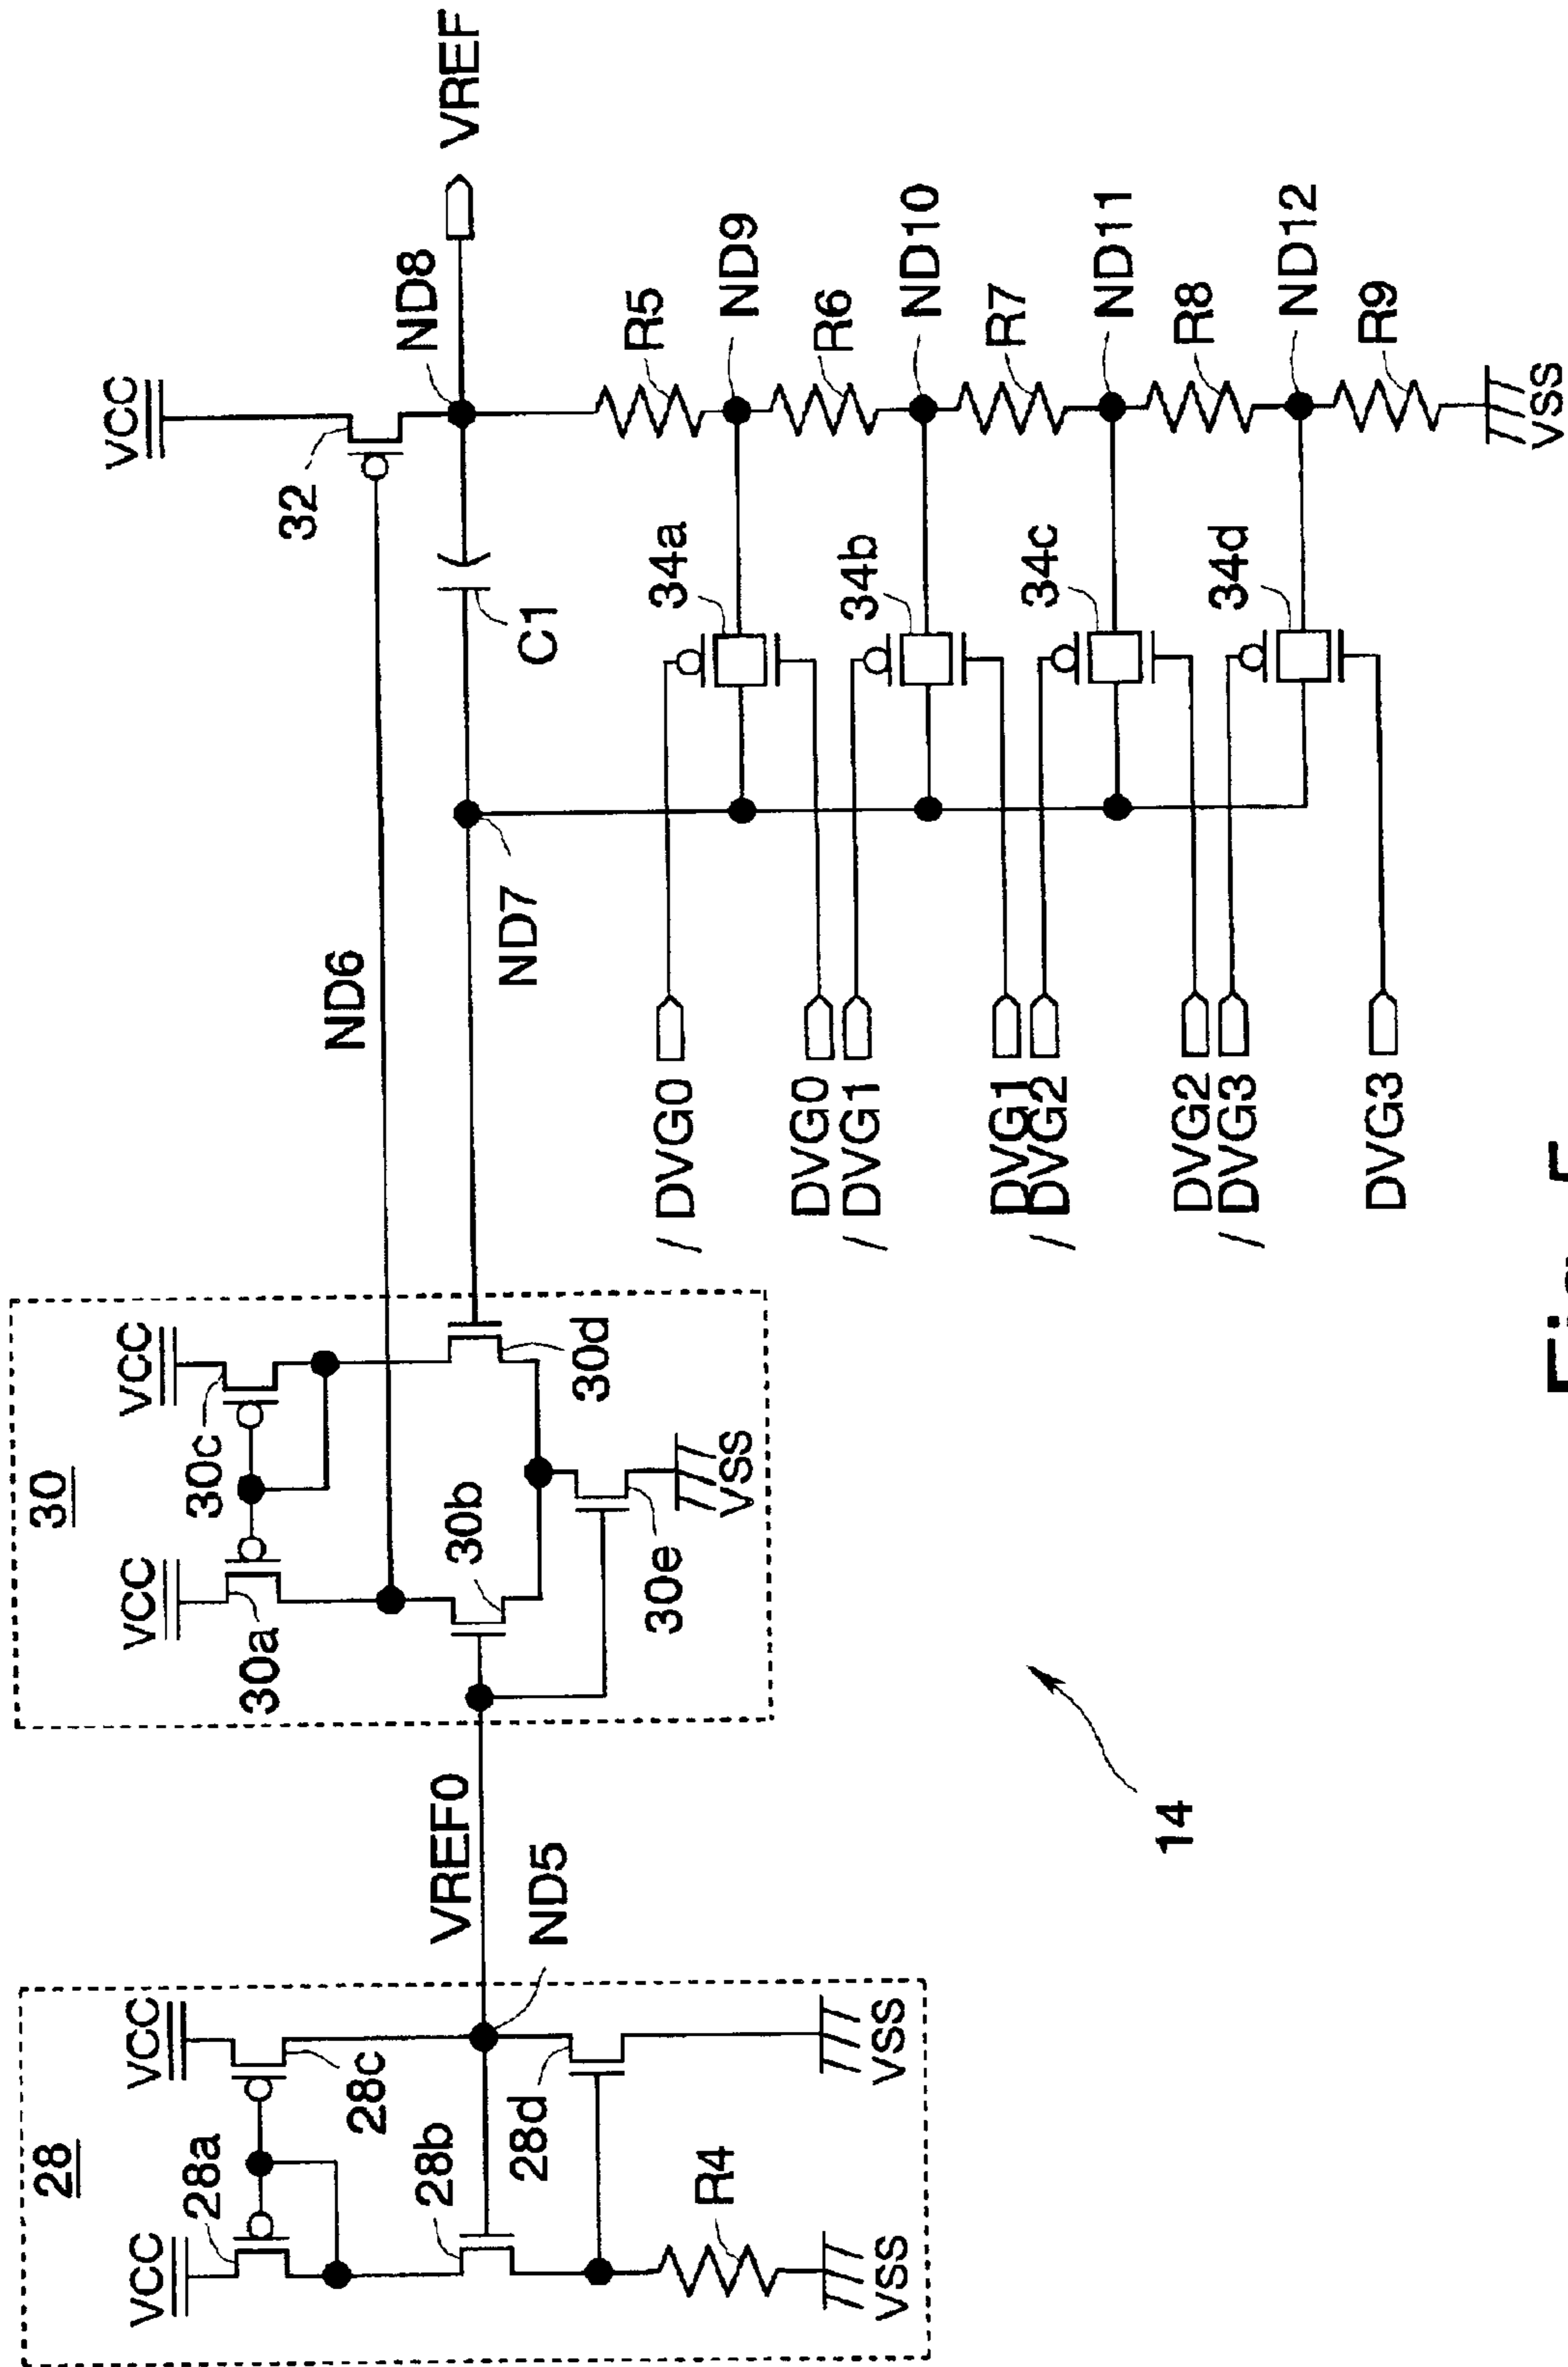 28
VCC
VCC
28a
28c
28b
28d
R4
VSS
VSS
ND5
VREF0
30
VCC
VCC
30a
30c
30b
30d
30e
VSS
ND6
ND7
VCC
32
ND8
VREF
C1
/ DVG0
DVG0
/ DVG1
DVG1
/ DVG2
DVG2
/ DVG3
DVG3
34a
34b
34c
34d
R5
ND9
R6
ND10
R7
ND11
R8
ND12
R9
VSS
14